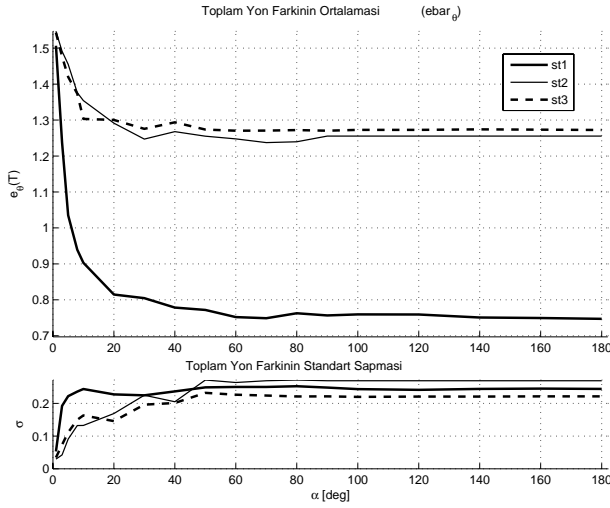 Toplam Yon Farkinin Ortalamasi (ebar θ)
1.5
1.4
1.3
1.2
1.1
1
0.9
0.8
0.7
eθ(T)
st1
st2
st3
0 20 40 60 80 100 120 140 160 180
Toplam Yon Farkinin Standart Sapmasi
0.2
0.1
0
σ
0 20 40 60 80 100 120 140 160 180
α [deg]